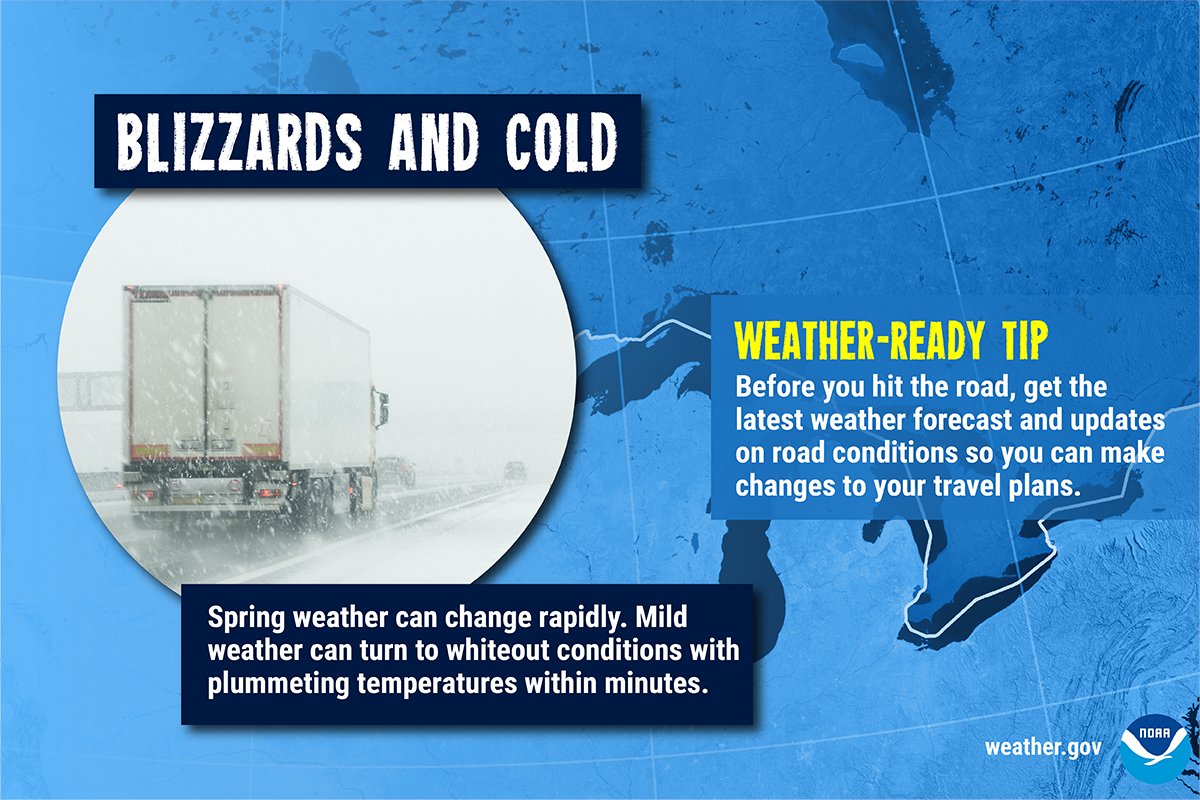 BLIZZARDS AND COLD
WEATHER-READY TIP
Before you hit the road, get the
latest weather forecast and updates
on road conditions so you can make
changes to your travel plans.
Spring weather can change rapidly. Mild
weather can turn to whiteout conditions with
plummeting temperatures within minutes.
weather.gov
NOAA